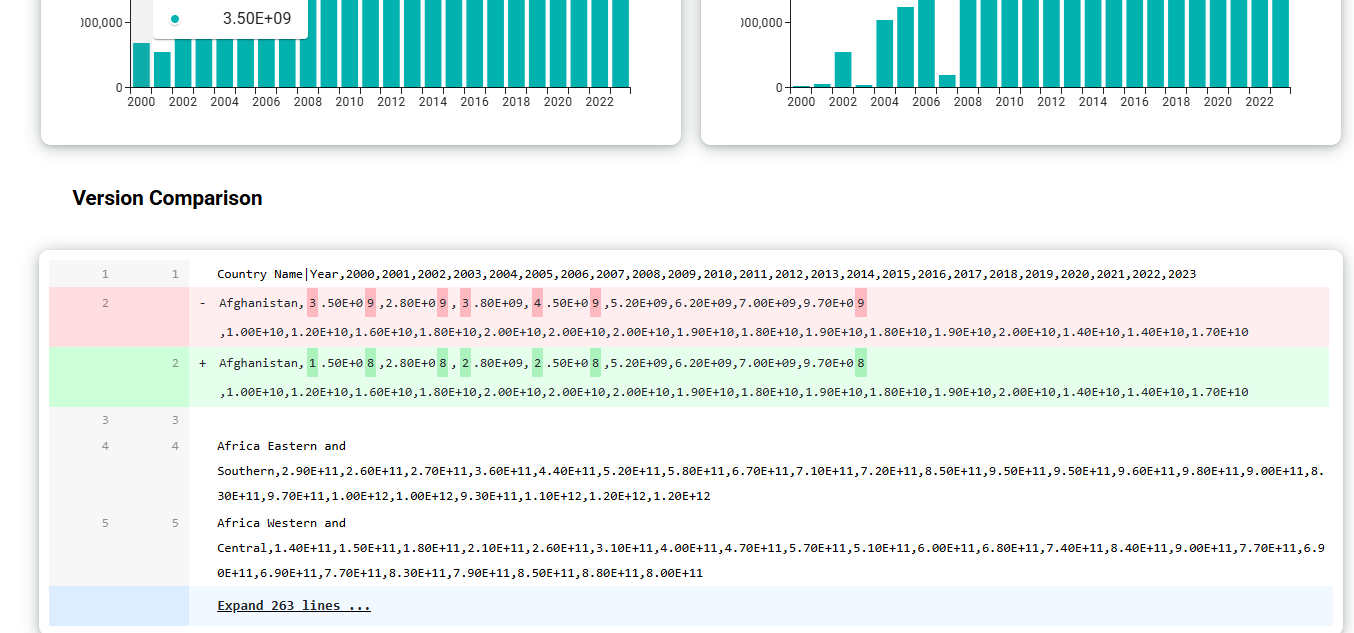 3.50E+09
000,000
000,000
0
0
2000 2002 2004 2006 2008 2010 2012 2014 2016 2018 2020 2022
2000 2002 2004 2006 2008 2010 2012 2014 2016 2018 2020 2022
Version Comparison
1 1 Country Name|Year,2000,2001,2002,2003,2004,2005,2006,2007,2008,2009,2010,2011,2012,2013,2014,2015,2016,2017,2018,2019,2020,2021,2022,2023
2 - Afghanistan,3.50E+09,2.80E+09,3.80E+09,4.50E+09,5.20E+09,6.20E+09,7.00E+09,9.70E+09
,1.00E+10,1.20E+10,1.60E+10,1.80E+10,2.00E+10,2.00E+10,2.00E+10,1.90E+10,1.80E+10,1.90E+10,1.80E+10,1.90E+10,2.00E+10,1.40E+10,1.40E+10,1.70E+10
2 + Afghanistan,1.50E+08,2.80E+08,2.80E+09,2.50E+08,5.20E+09,6.20E+09,7.00E+09,9.70E+08
,1.00E+10,1.20E+10,1.60E+10,1.80E+10,2.00E+10,2.00E+10,2.00E+10,1.90E+10,1.80E+10,1.90E+10,1.80E+10,1.90E+10,2.00E+10,1.40E+10,1.40E+10,1.70E+10
3 3
4 4 Africa Eastern and
Southern,2.90E+11,2.60E+11,2.70E+11,3.60E+11,4.40E+11,5.20E+11,5.80E+11,6.70E+11,7.10E+11,7.20E+11,8.50E+11,9.50E+11,9.50E+11,9.60E+11,9.80E+11,9.00E+11,8.
30E+11,9.70E+11,1.00E+12,1.00E+12,9.30E+11,1.10E+12,1.20E+12,1.20E+12
5 5 Africa Western and
Central,1.40E+11,1.50E+11,1.80E+11,2.10E+11,2.60E+11,3.10E+11,4.00E+11,4.70E+11,5.70E+11,5.10E+11,6.00E+11,6.80E+11,7.40E+11,8.40E+11,9.00E+11,7.70E+11,6.9
0E+11,6.90E+11,7.70E+11,8.30E+11,7.90E+11,8.50E+11,8.80E+11,8.00E+11
Expand 263 lines ...